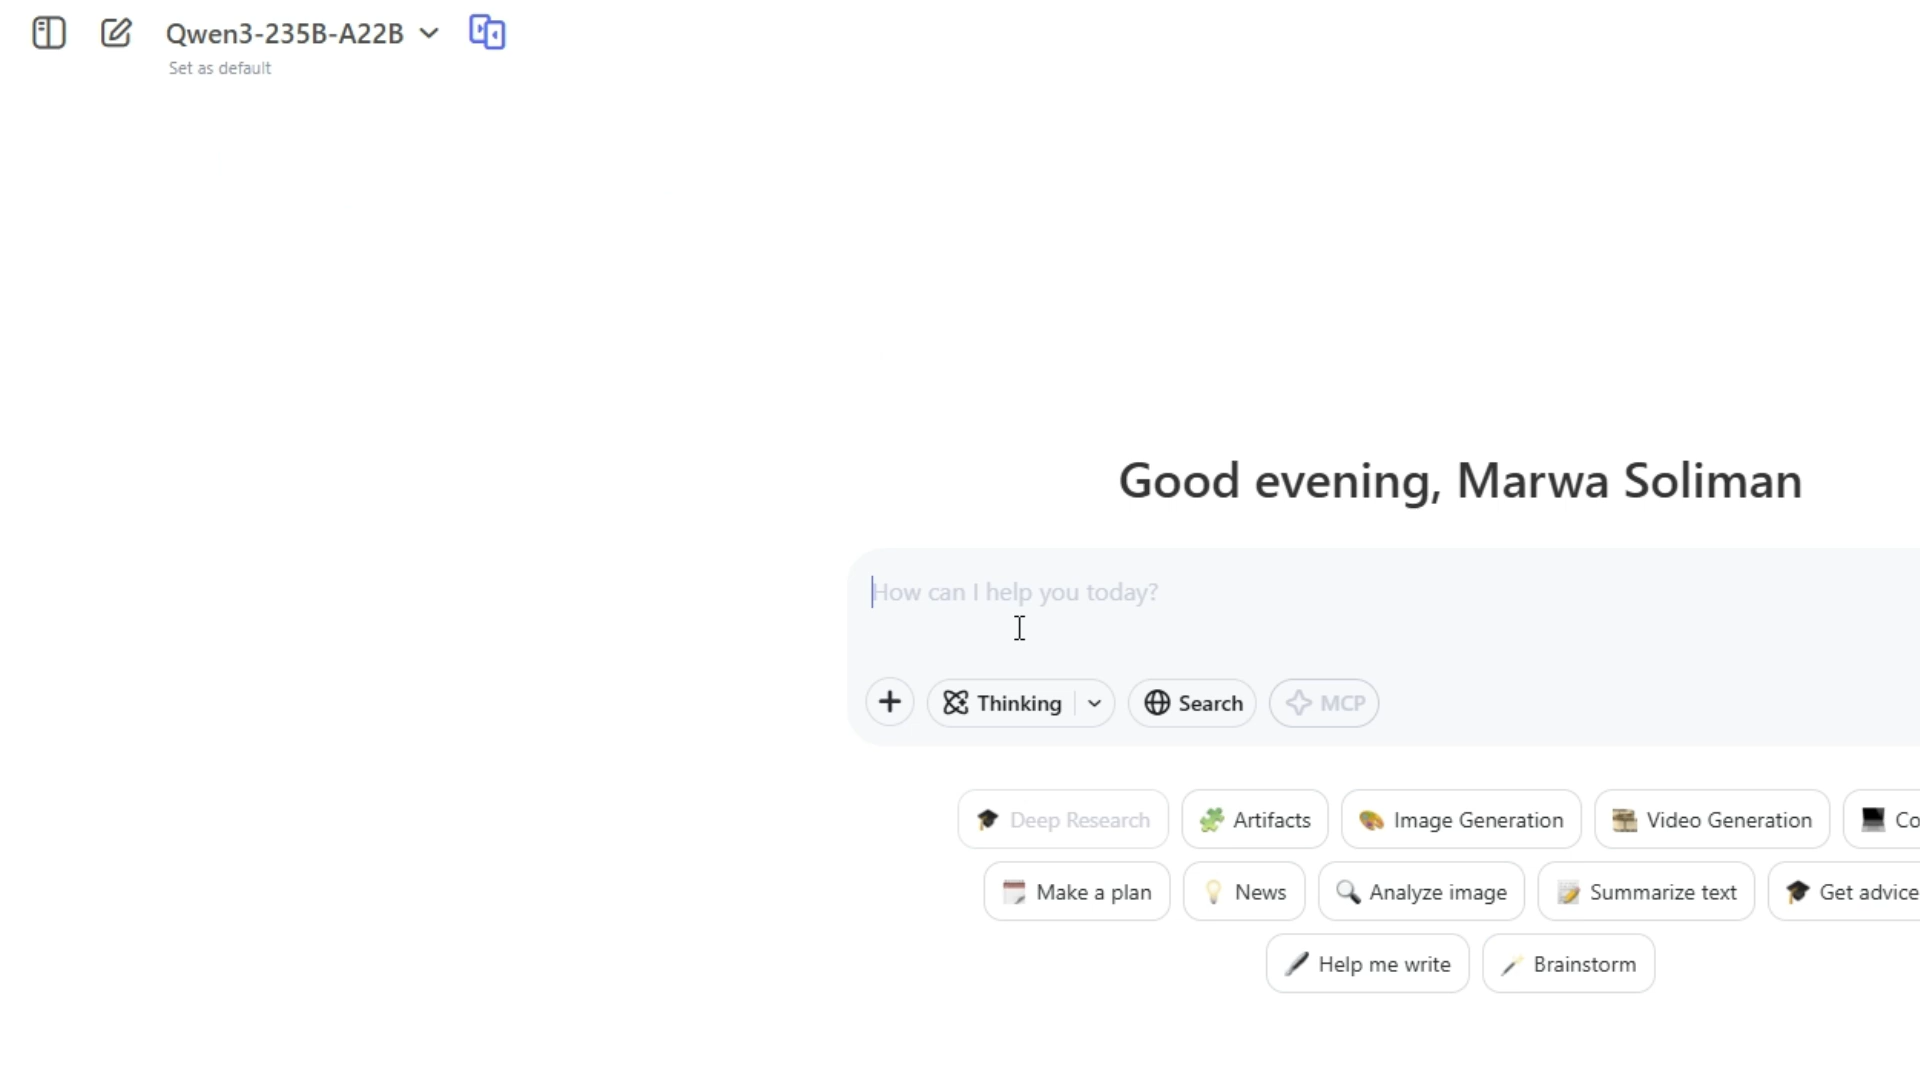 Qwen3-235B-A22B
Set as default
Good evening, Marwa Soliman
How can I help you today?
Thinking Search MCP
Deep Research Artifacts Image Generation Video Generation Co
Make a plan News Analyze image Summarize text Get advice
Help me write Brainstorm